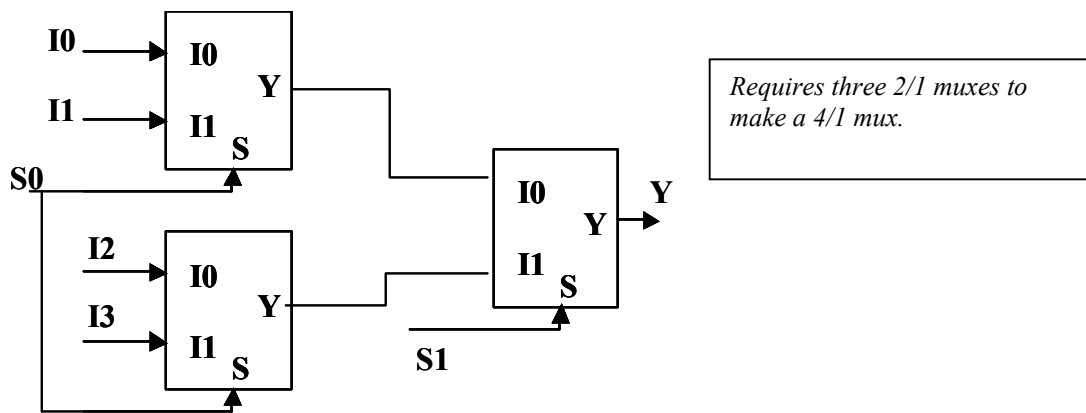 I0
I0
Y
I1
I1
S
S0
Requires three 2/1 muxes to
make a 4/1 mux.
I0
Y
Y
I1
S
S1
I2
I0
Y
I3
I1
S